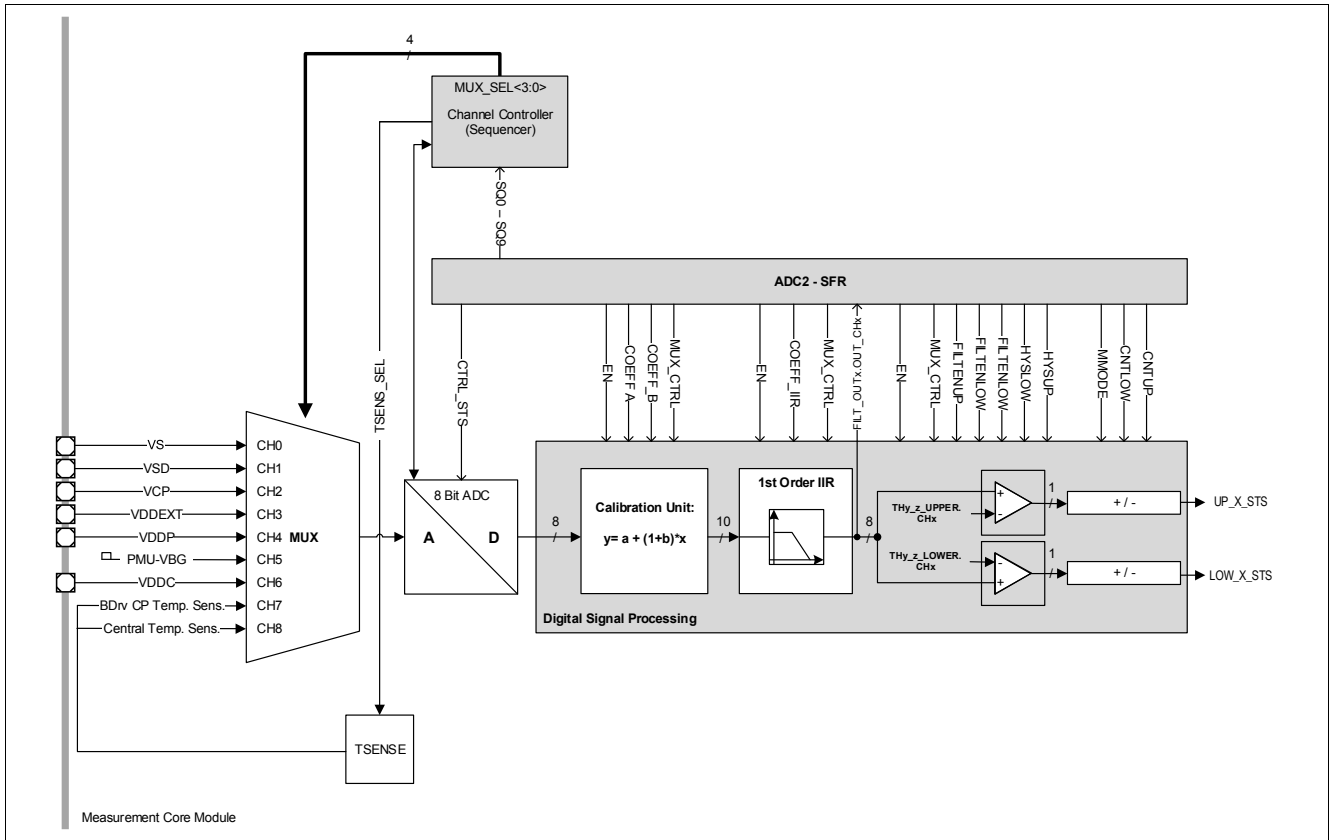 4
MUX_SEL<3:0>
Channel Controller
(Sequencer)
SQ0 – SQ9
TSENS_SEL
ADC2 - SFR
CTRL_STS
EN
COEFF A
COEFF_B
MUX_CTRL
EN
COEFF_IIR
MUX_CTRL
FILT_OUTx.OUT_CHx
EN
MUX_CTRL
FILTENUP
FILTENLOW
FILTENLOW
HYSLOW
HYSUP
MMODE
CNTLOW
CNTUP
VS
CH0
VSD
CH1
VCP
CH2
VDDEXT
CH3
VDDP
CH4 MUX
PMU-VBG
CH5
VDDC
CH6
BDrv CP Temp. Sens.
CH7
Central Temp. Sens.
CH8
8 Bit ADC
A
D
8
Calibration Unit:
y= a + (1+b)*x
10
1st Order IIR
8
THy_z_UPPER.
CHx
+
-
1
+ / -
UP_X_STS
THy_z_LOWER.
CHx
-
+
1
+ / -
LOW_X_STS
Digital Signal Processing
TSENSE
Measurement Core Module